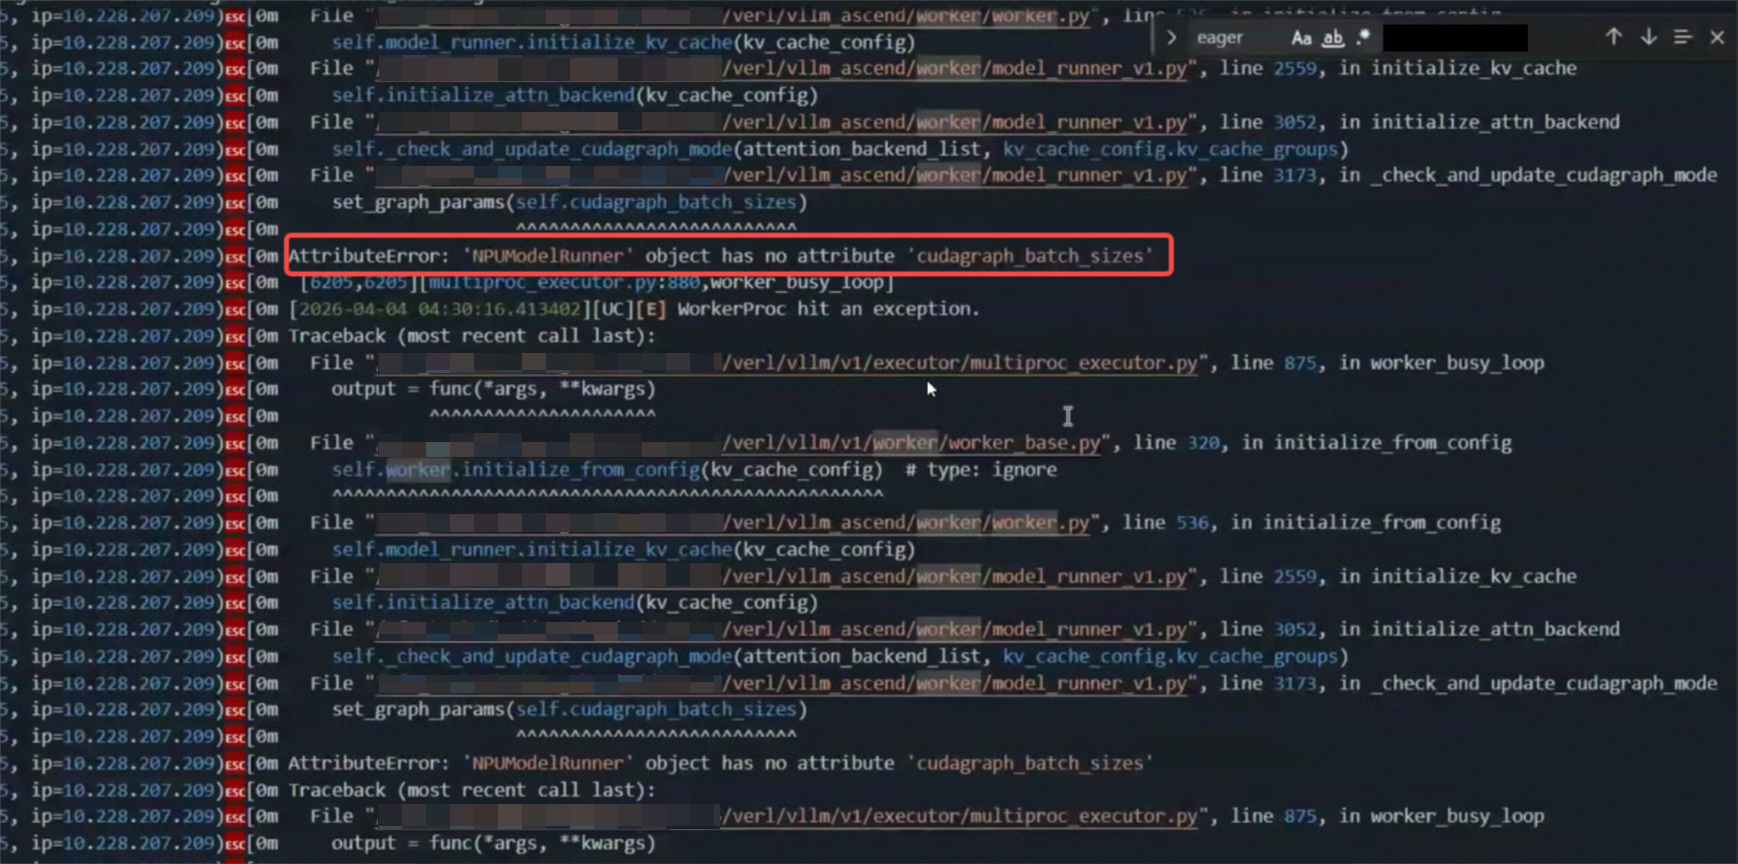 5, ip=10.228.207.209)ESC[0m File "/verl/vllm_ascend/worker/worker.py", line 536, in initialize_from_config
eager Aa ab .*
5, ip=10.228.207.209)ESC[0m self.model_runner.initialize_kv_cache(kv_cache_config)
5, ip=10.228.207.209)ESC[0m File "/verl/vllm_ascend/worker/model_runner_v1.py", line 2559, in initialize_kv_cache
5, ip=10.228.207.209)ESC[0m self.initialize_attn_backend(kv_cache_config)
5, ip=10.228.207.209)ESC[0m File "/verl/vllm_ascend/worker/model_runner_v1.py", line 3052, in initialize_attn_backend
5, ip=10.228.207.209)ESC[0m self._check_and_update_cudagraph_mode(attention_backend_list, kv_cache_config.kv_cache_groups)
5, ip=10.228.207.209)ESC[0m File "/verl/vllm_ascend/worker/model_runner_v1.py", line 3173, in _check_and_update_cudagraph_mode
5, ip=10.228.207.209)ESC[0m set_graph_params(self.cudagraph_batch_sizes)
5, ip=10.228.207.209)ESC[0m ^^^^^^^^^^^^^^^^^^^^^^^^^^
5, ip=10.228.207.209)ESC[0m AttributeError: 'NPUModelRunner' object has no attribute 'cudagraph_batch_sizes'
5, ip=10.228.207.209)ESC[0m [6205,6205][multiproc_executor.py:880,worker_busy_loop]
5, ip=10.228.207.209)ESC[0m [2026-04-04 04:30:16.413402][UC][E] WorkerProc hit an exception.
5, ip=10.228.207.209)ESC[0m Traceback (most recent call last):
5, ip=10.228.207.209)ESC[0m File "/verl/vllm/v1/executor/multiproc_executor.py", line 875, in worker_busy_loop
5, ip=10.228.207.209)ESC[0m output = func(*args, **kwargs)
5, ip=10.228.207.209)ESC[0m ^^^^^^^^^^^^^^^^^^^^^
5, ip=10.228.207.209)ESC[0m File "/verl/vllm/v1/worker/worker_base.py", line 320, in initialize_from_config
5, ip=10.228.207.209)ESC[0m self.worker.initialize_from_config(kv_cache_config) # type: ignore
5, ip=10.228.207.209)ESC[0m ^^^^^^^^^^^^^^^^^^^^^^^^^^^^^^^^^^^^^^^^^^^^^^^^^^^
5, ip=10.228.207.209)ESC[0m File "/verl/vllm_ascend/worker/worker.py", line 536, in initialize_from_config
5, ip=10.228.207.209)ESC[0m self.model_runner.initialize_kv_cache(kv_cache_config)
5, ip=10.228.207.209)ESC[0m File "/verl/vllm_ascend/worker/model_runner_v1.py", line 2559, in initialize_kv_cache
5, ip=10.228.207.209)ESC[0m self.initialize_attn_backend(kv_cache_config)
5, ip=10.228.207.209)ESC[0m File "/verl/vllm_ascend/worker/model_runner_v1.py", line 3052, in initialize_attn_backend
5, ip=10.228.207.209)ESC[0m self._check_and_update_cudagraph_mode(attention_backend_list, kv_cache_config.kv_cache_groups)
5, ip=10.228.207.209)ESC[0m File "/verl/vllm_ascend/worker/model_runner_v1.py", line 3173, in _check_and_update_cudagraph_mode
5, ip=10.228.207.209)ESC[0m set_graph_params(self.cudagraph_batch_sizes)
5, ip=10.228.207.209)ESC[0m ^^^^^^^^^^^^^^^^^^^^^^^^^^
5, ip=10.228.207.209)ESC[0m AttributeError: 'NPUModelRunner' object has no attribute 'cudagraph_batch_sizes'
5, ip=10.228.207.209)ESC[0m Traceback (most recent call last):
5, ip=10.228.207.209)ESC[0m File "/verl/vllm/v1/executor/multiproc_executor.py", line 875, in worker_busy_loop
5, ip=10.228.207.209)ESC[0m output = func(*args, **kwargs)